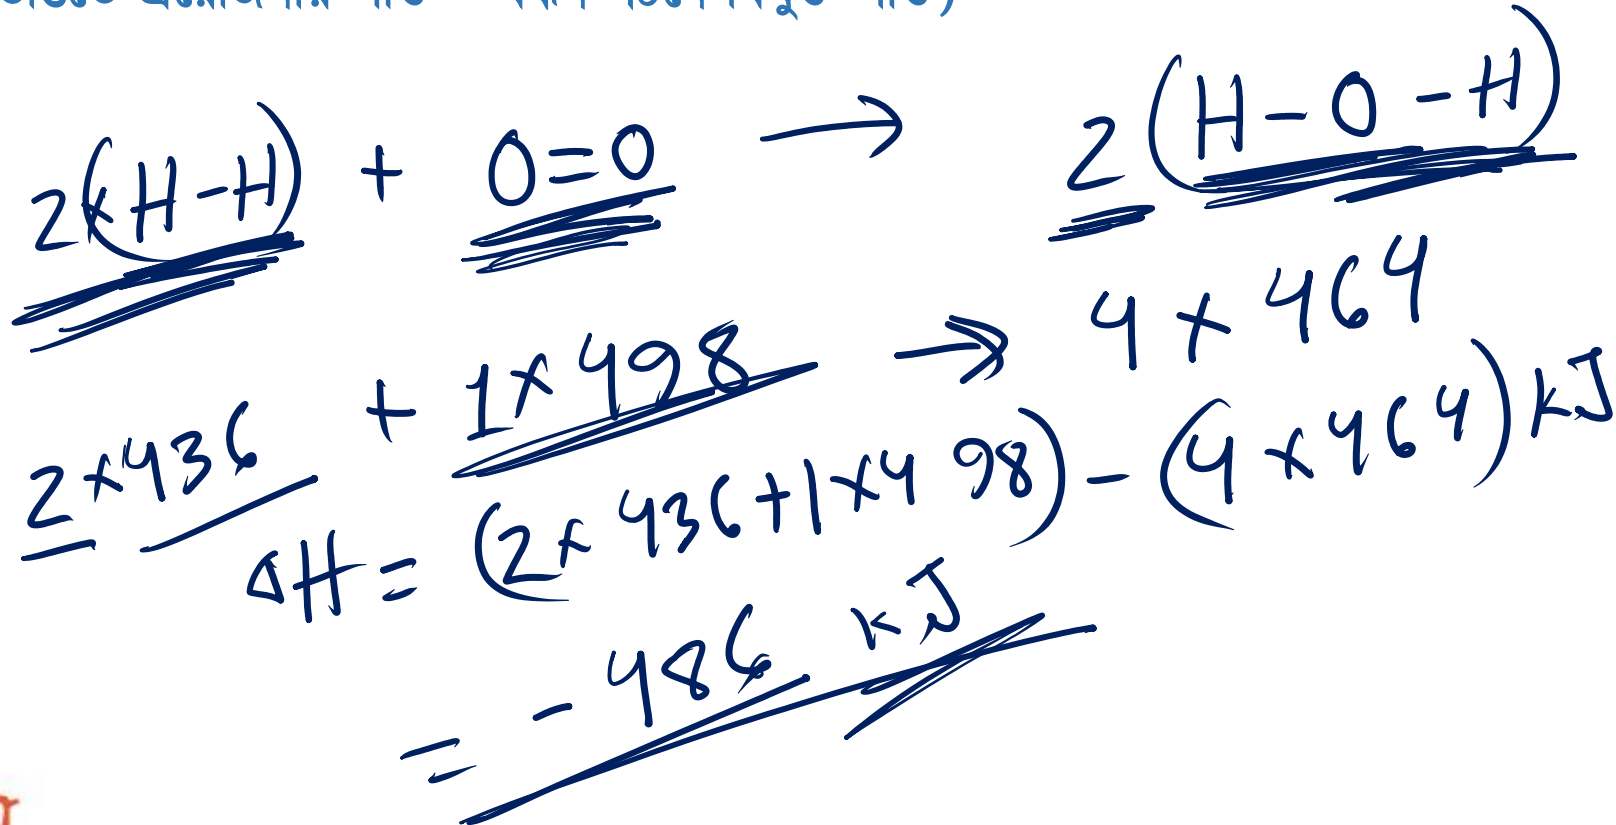 2×(H-H) + O=O → 2(H-O-H)
2×436 + 1×498 → 4×464
ΔH = (2×436+1×498) - (4×464) kJ
= -486 kJ